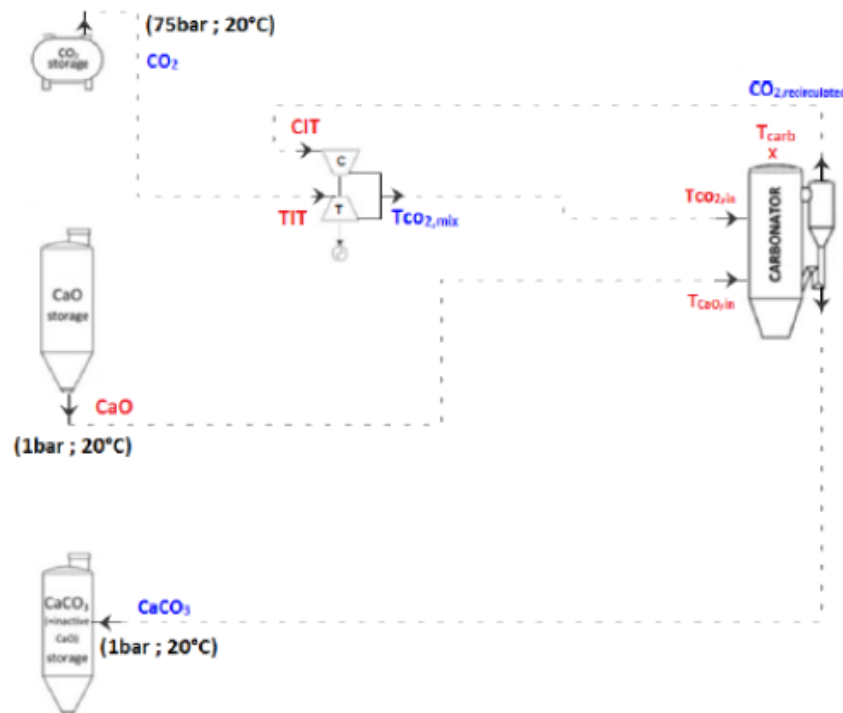 (75bar ; 20°C)
CO₂
storage
CO₂
CO₂,recirculated
CIT
Tcarb
x
C
Tco₂,in
TIT
T
Tco₂,mix
CARBONATOR
CaO
storage
TCaO,in
CaO
(1bar ; 20°C)
CaCO₃
(+inactive
CaO)
storage
CaCO₃
(1bar ; 20°C)